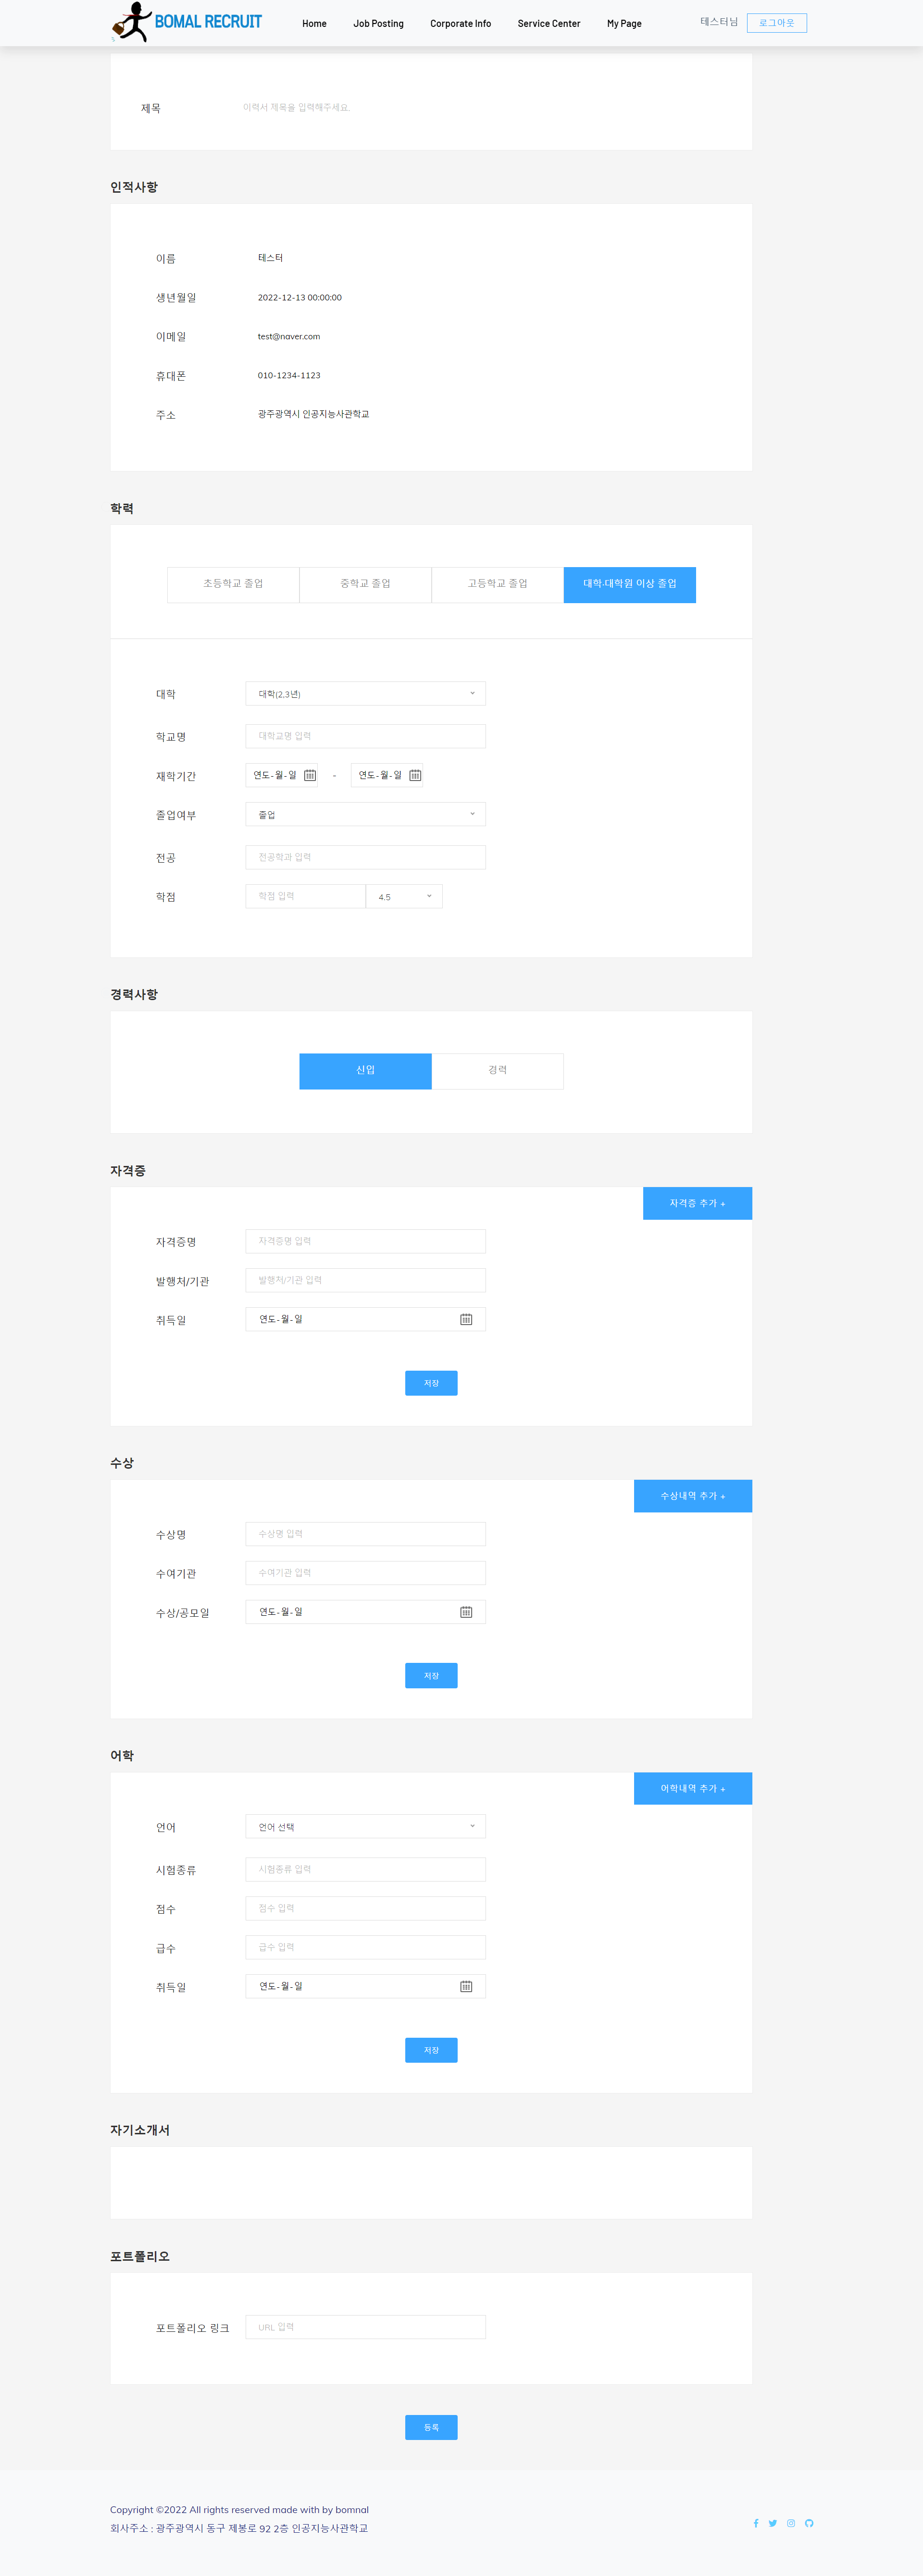 BOMAL RECRUIT Home Job Posting Corporate Info Service Center My Page 테스터님 로그아웃
제목 이력서 제목을 입력해주세요.
인적사항
이름 테스터
생년월일 2022-12-13 00:00:00
이메일 test@naver.com
휴대폰 010-1234-1123
주소 광주광역시 인공지능사관학교
학력
초등학교 졸업 중학교 졸업 고등학교 졸업 대학·대학원 이상 졸업
대학 대학(2,3년)
학교명 대학교명 입력
재학기간 연도-월-일 - 연도-월-일
졸업여부 졸업
전공 전공학과 입력
학점 학점 입력 4.5
경력사항
신입 경력
자격증
자격증 추가 +
자격증명 자격증명 입력
발행처/기관 발행처/기관 입력
취득일 연도-월-일
저장
수상
수상내역 추가 +
수상명 수상명 입력
수여기관 수여기관 입력
수상/공모일 연도-월-일
저장
어학
어학내역 추가 +
언어 언어 선택
시험종류 시험종류 입력
점수 점수 입력
급수 급수 입력
취득일 연도-월-일
저장
자기소개서
포트폴리오
포트폴리오 링크 URL 입력
등록
Copyright ©2022 All rights reserved made with by bomnal
회사주소 : 광주광역시 동구 제봉로 92 2층 인공지능사관학교